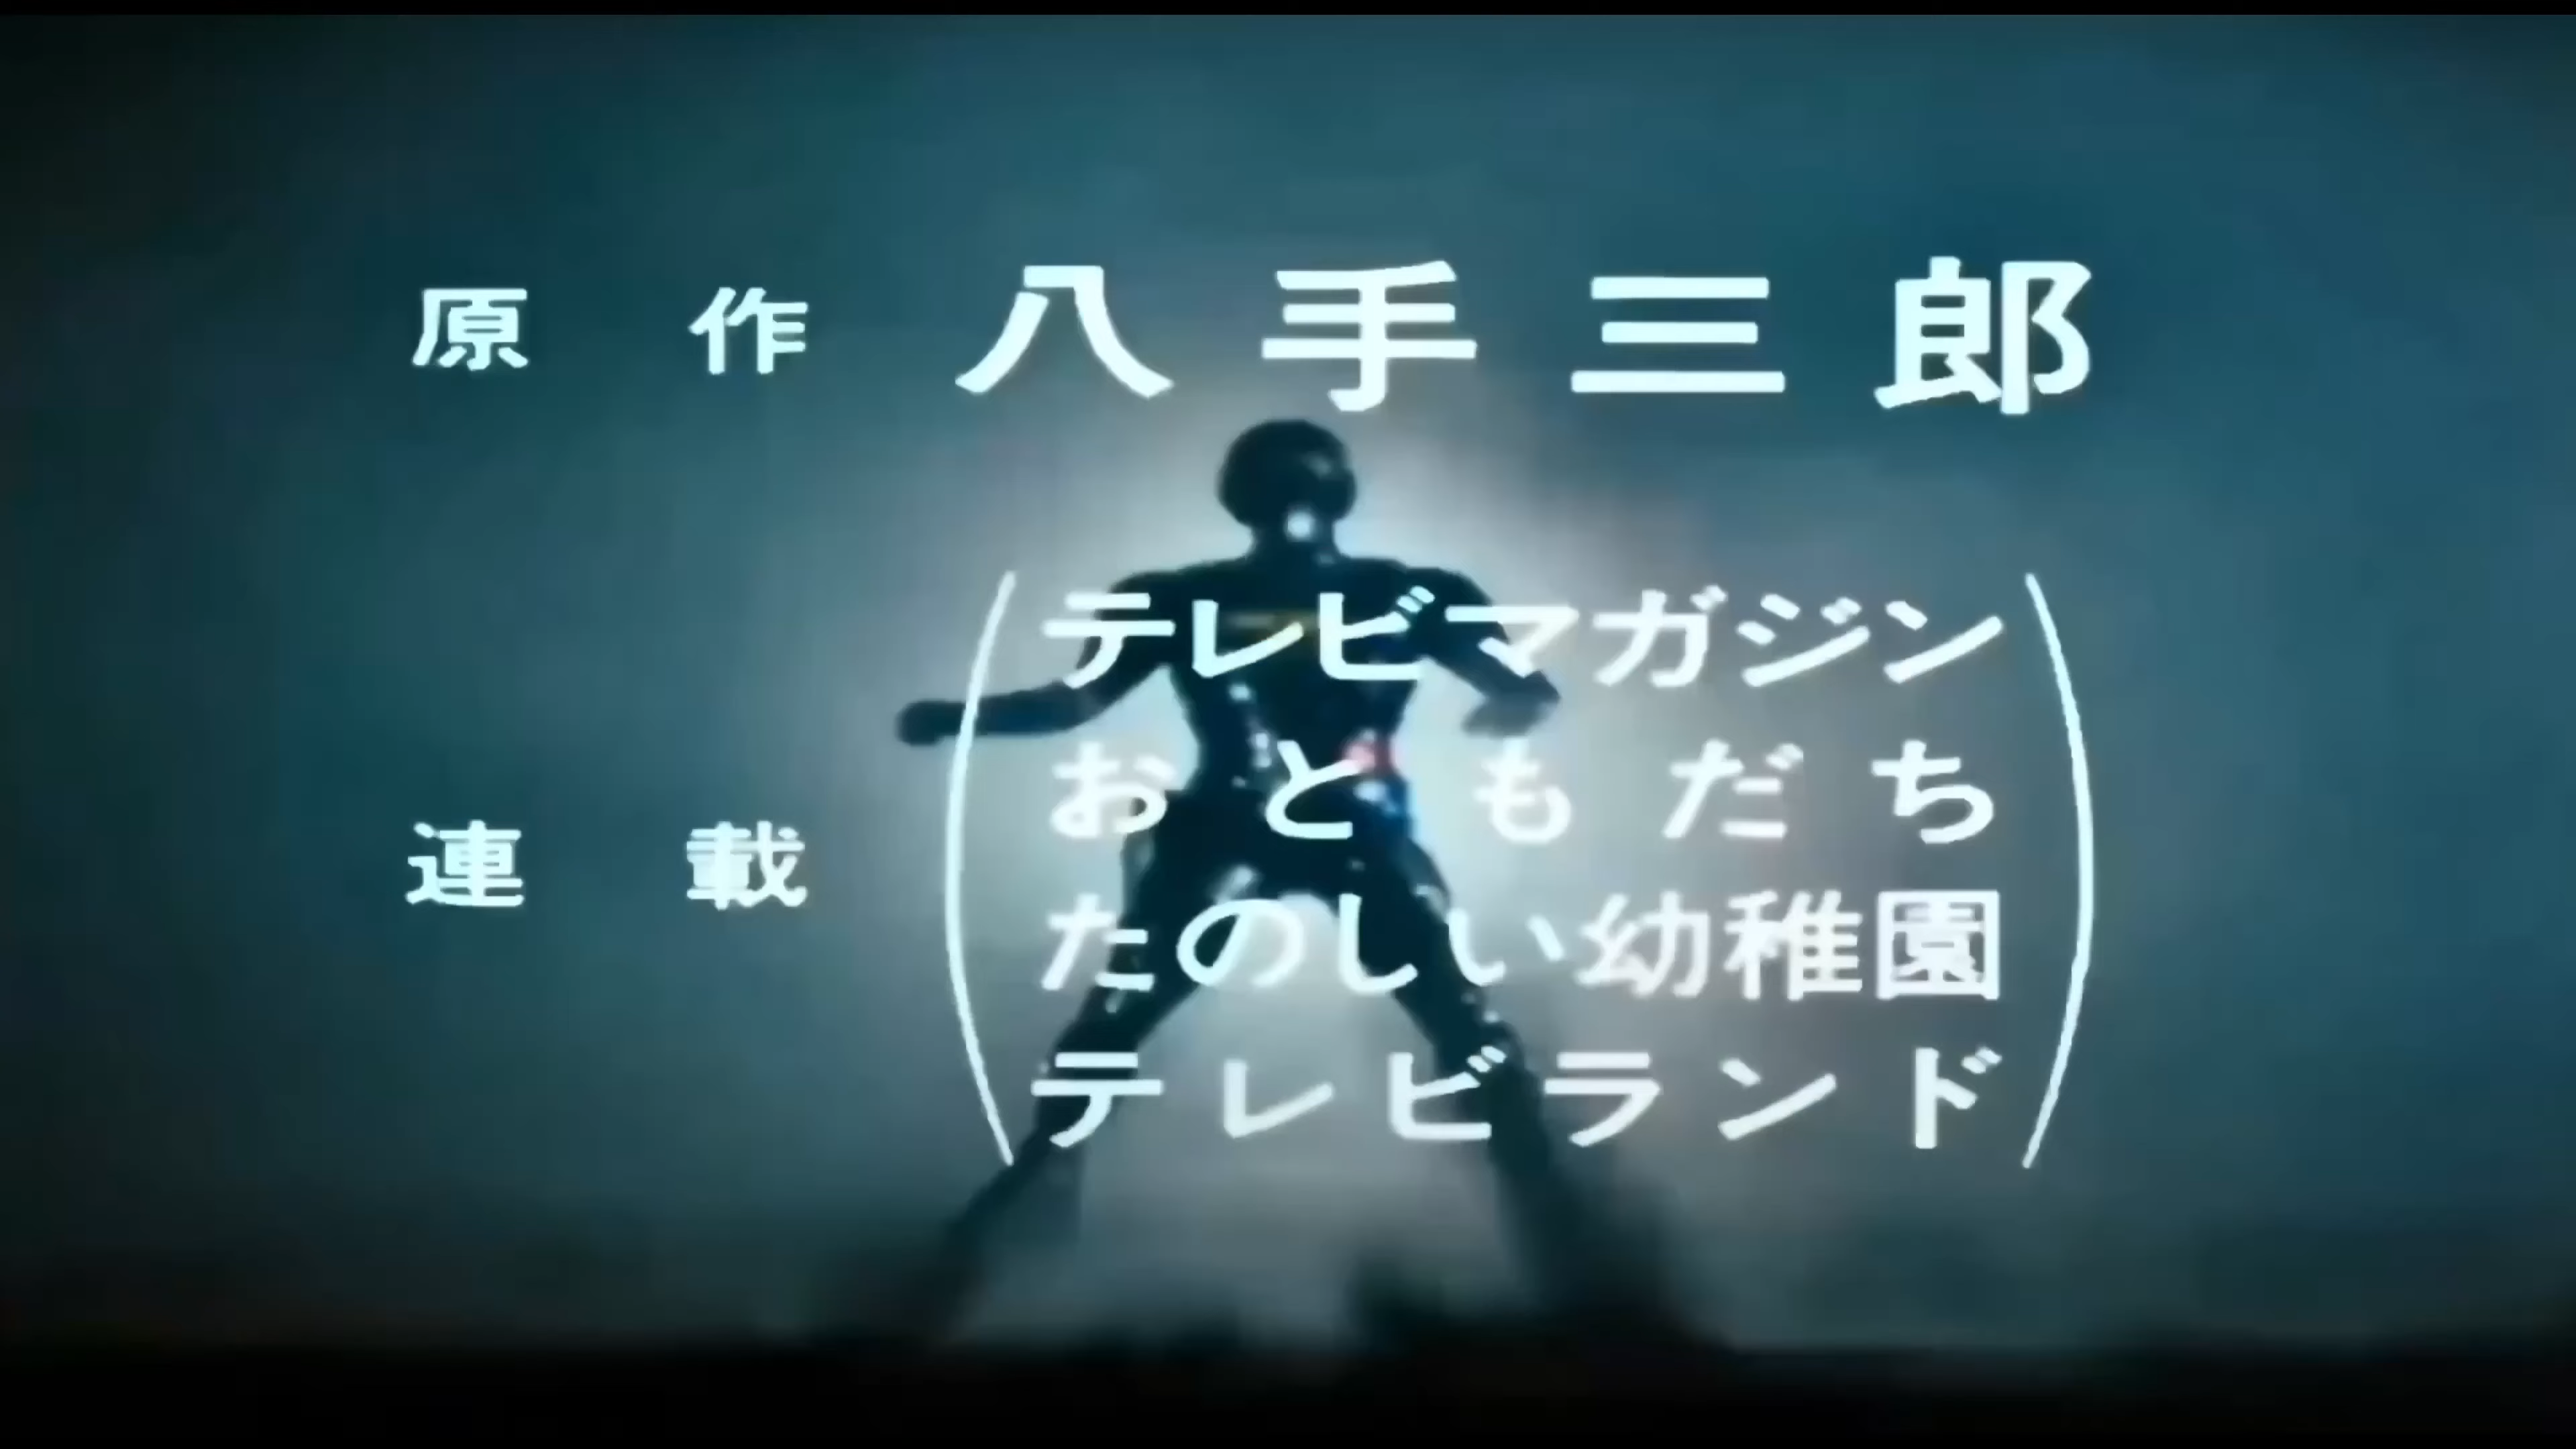 原作 八手三郎
連載 (テレビマガジン
おともだち
たのしい幼稚園
テレビランド)